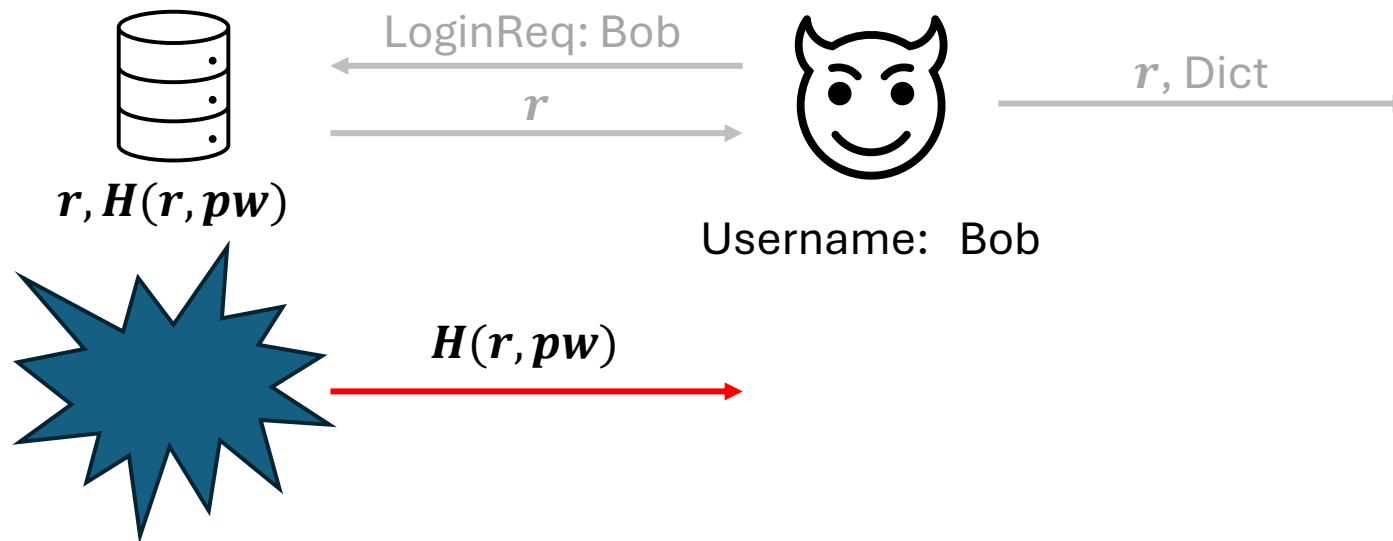 LoginReq: Bob
r
r, Dict
r, H(r, pw)
Username: Bob
H(r, pw)